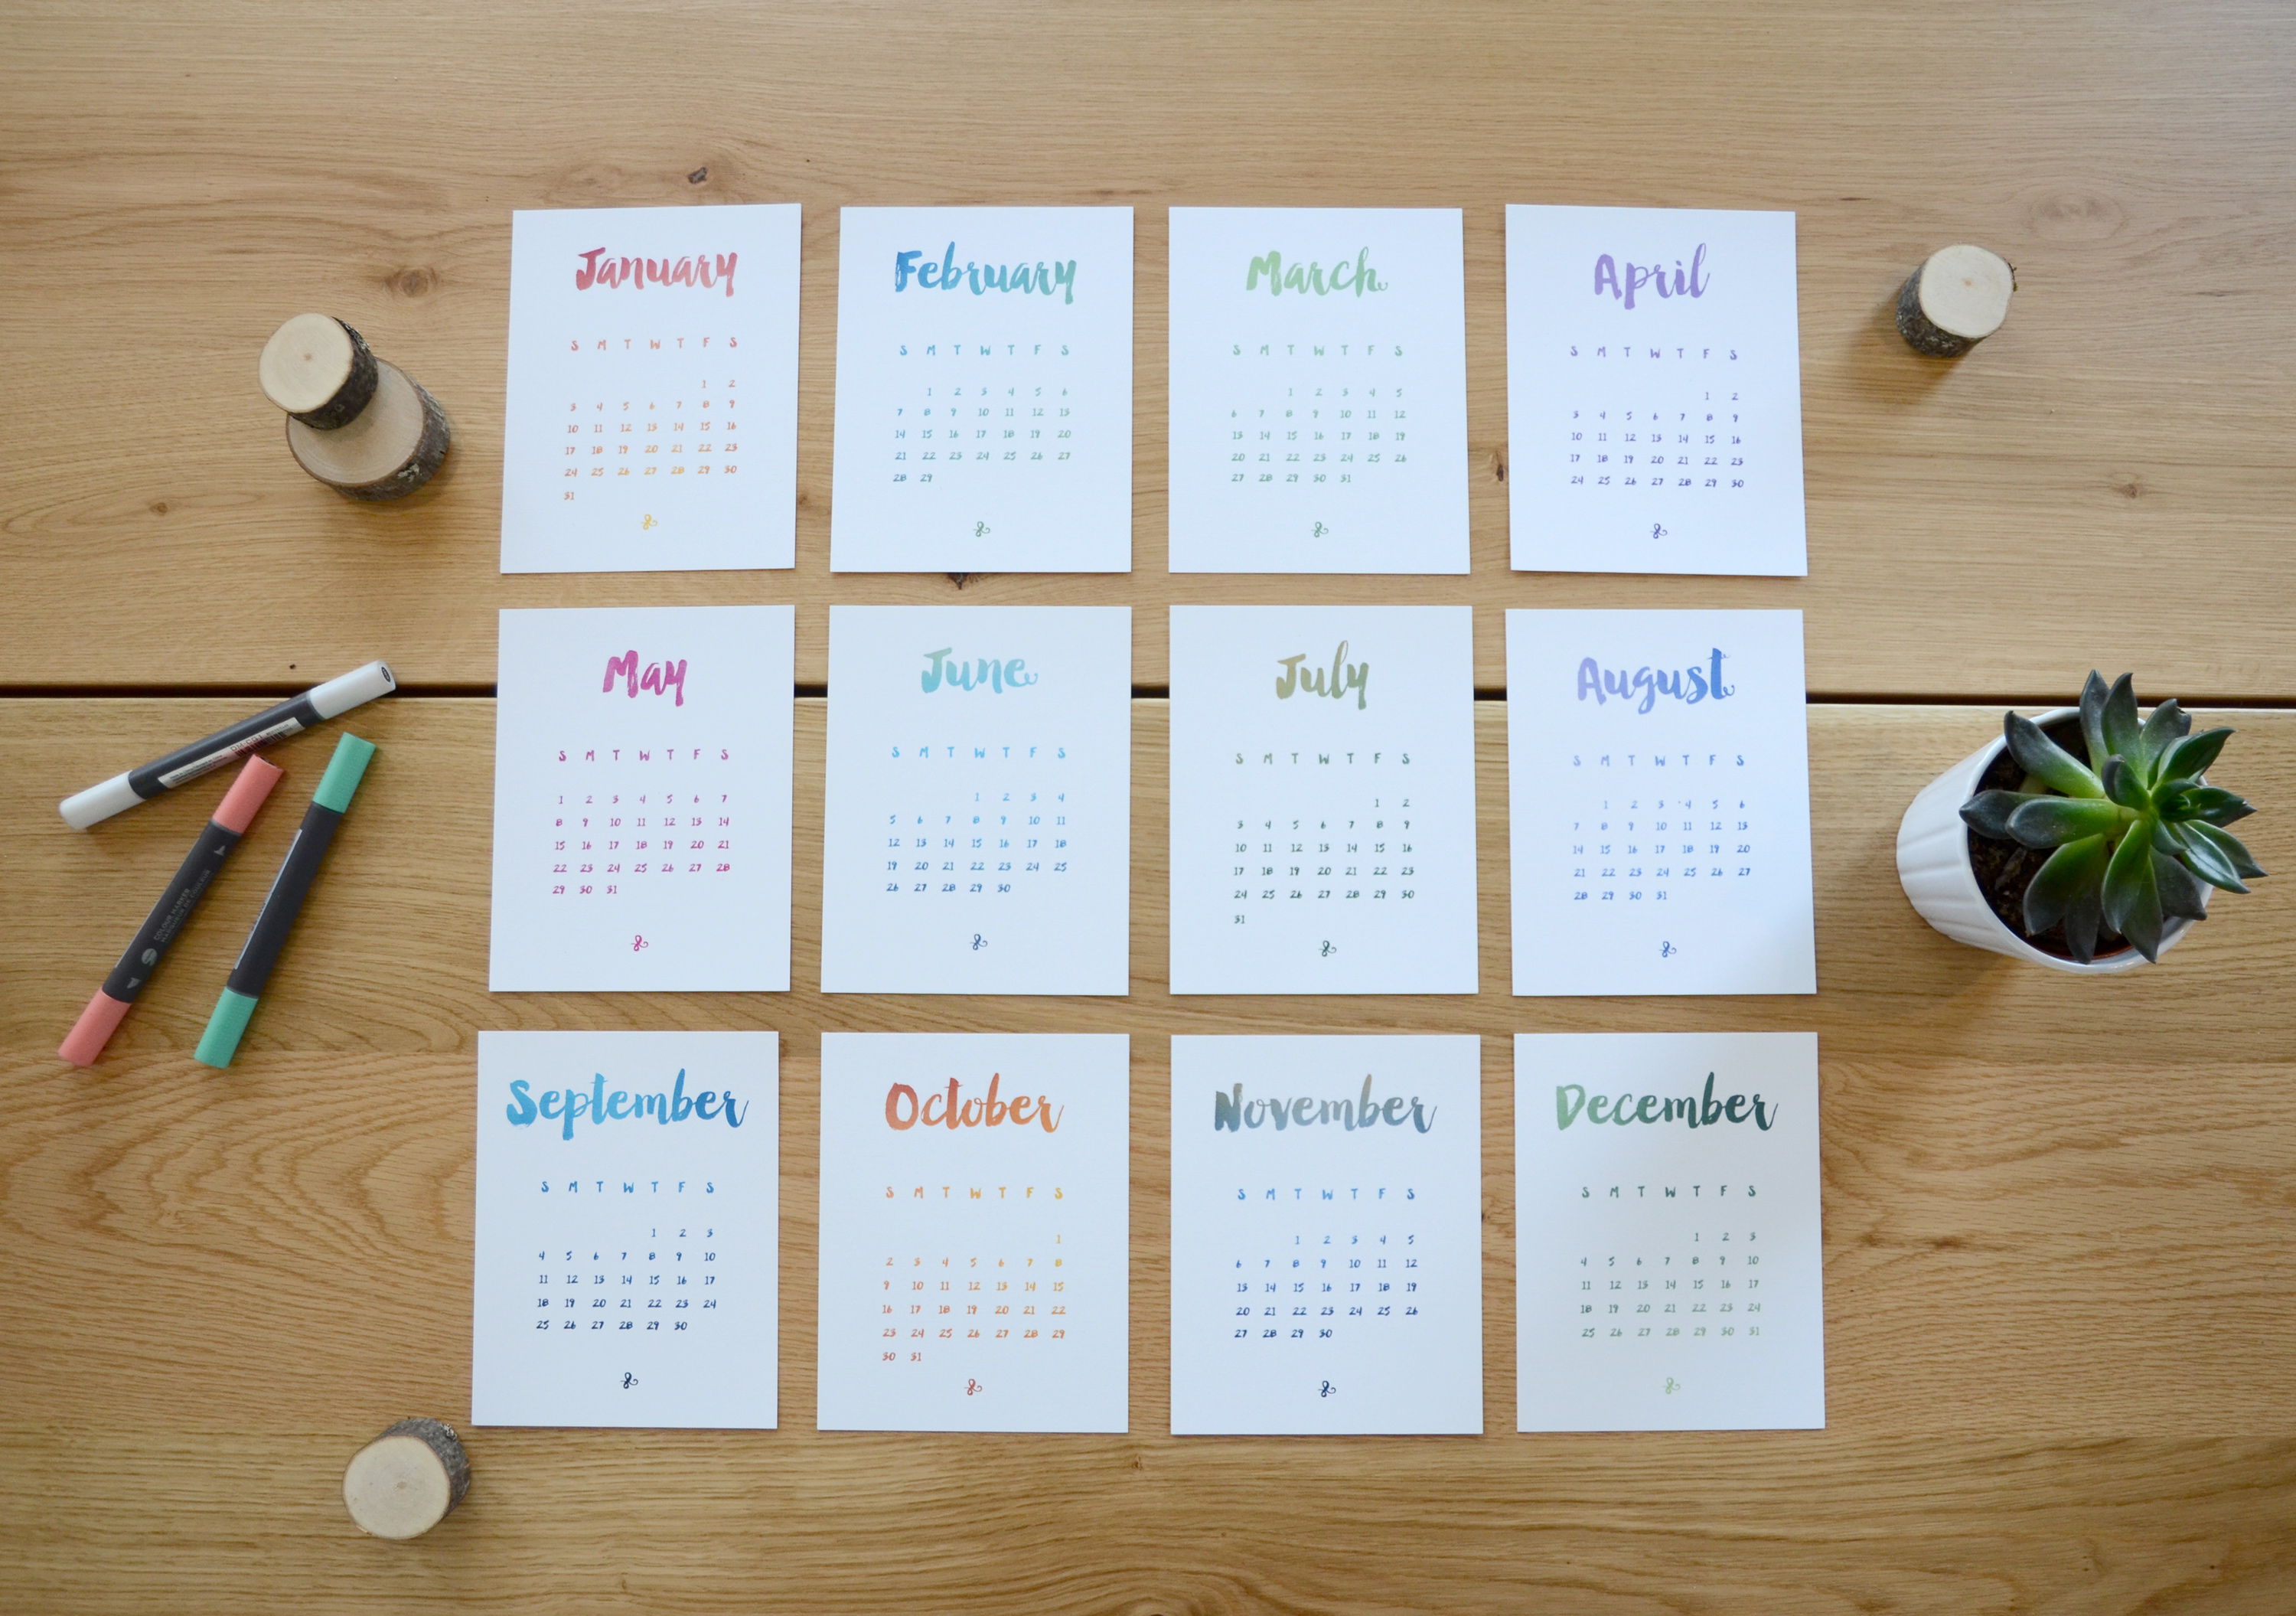 January
S M T W T F S
1 2
3 4 5 6 7 8 9
10 11 12 13 14 15 16
17 18 19 20 21 22 23
24 25 26 27 28 29 30
31
February
S M T W T F S
1 2 3 4 5 6
7 8 9 10 11 12 13
14 15 16 17 18 19 20
21 22 23 24 25 26 27
28 29
March
S M T W T F S
1 2 3 4 5
6 7 8 9 10 11 12
13 14 15 16 17 18 19
20 21 22 23 24 25 26
27 28 29 30 31
April
S M T W T F S
1 2
3 4 5 6 7 8 9
10 11 12 13 14 15 16
17 18 19 20 21 22 23
24 25 26 27 28 29 30
May
S M T W T F S
1 2 3 4 5 6 7
8 9 10 11 12 13 14
15 16 17 18 19 20 21
22 23 24 25 26 27 28
29 30 31
June
S M T W T F S
1 2 3 4
5 6 7 8 9 10 11
12 13 14 15 16 17 18
19 20 21 22 23 24 25
26 27 28 29 30
July
S M T W T F S
1 2
3 4 5 6 7 8 9
10 11 12 13 14 15 16
17 18 19 20 21 22 23
24 25 26 27 28 29 30
31
August
S M T W T F S
1 2 3 4 5 6
7 8 9 10 11 12 13
14 15 16 17 18 19 20
21 22 23 24 25 26 27
28 29 30 31
September
S M T W T F S
1 2 3
4 5 6 7 8 9 10
11 12 13 14 15 16 17
18 19 20 21 22 23 24
25 26 27 28 29 30
October
S M T W T F S
1
2 3 4 5 6 7 8
9 10 11 12 13 14 15
16 17 18 19 20 21 22
23 24 25 26 27 28 29
30 31
November
S M T W T F S
1 2 3 4 5
6 7 8 9 10 11 12
13 14 15 16 17 18 19
20 21 22 23 24 25 26
27 28 29 30
December
S M T W T F S
1 2 3
4 5 6 7 8 9 10
11 12 13 14 15 16 17
18 19 20 21 22 23 24
25 26 27 28 29 30 31
COLOUR MARKER